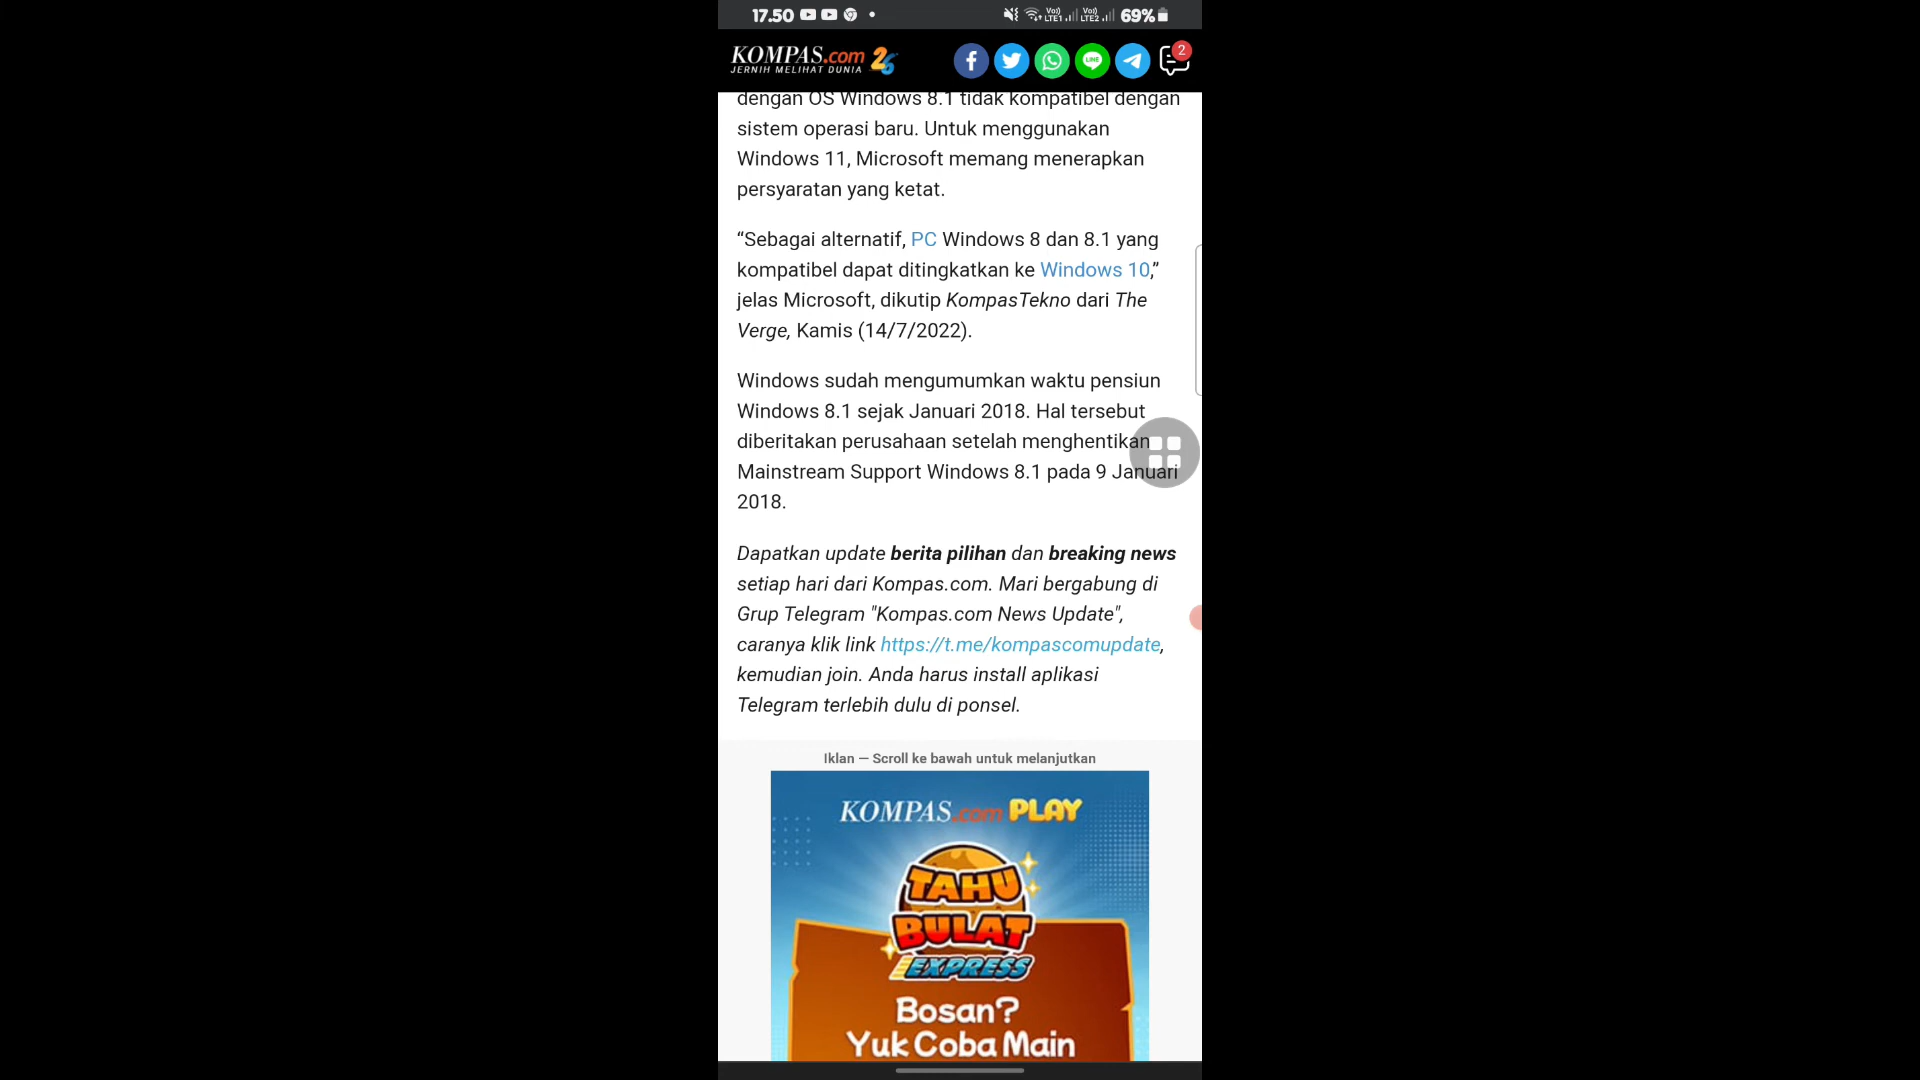 17.50
Vo)) LTE1 Vo)) LTE2 69%
KOMPAS.com 26
JERNIH MELIHAT DUNIA
LINE
2
dengan OS Windows 8.1 tidak kompatibel dengan
sistem operasi baru. Untuk menggunakan
Windows 11, Microsoft memang menerapkan
persyaratan yang ketat.
“Sebagai alternatif, PC Windows 8 dan 8.1 yang
kompatibel dapat ditingkatkan ke Windows 10,”
jelas Microsoft, dikutip KompasTekno dari The
Verge, Kamis (14/7/2022).
Windows sudah mengumumkan waktu pensiun
Windows 8.1 sejak Januari 2018. Hal tersebut
diberitakan perusahaan setelah menghentikan
Mainstream Support Windows 8.1 pada 9 Januari
2018.
Dapatkan update berita pilihan dan breaking news
setiap hari dari Kompas.com. Mari bergabung di
Grup Telegram "Kompas.com News Update",
caranya klik link https://t.me/kompascomupdate,
kemudian join. Anda harus install aplikasi
Telegram terlebih dulu di ponsel.
Iklan — Scroll ke bawah untuk melanjutkan
KOMPAS.com PLAY
TAHU
BULAT
EXPRESS
Bosan?
Yuk Coba Main